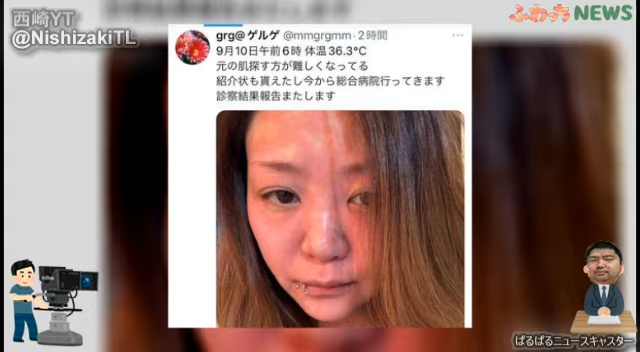 西崎YT
@NishizakiTL
ふわっちNEWS
grg@ゲルゲ @mmgrgmm・2時間
9月10日午前6時 体温36.3℃
元の肌探す方が難しくなってる
紹介状も貰えたし今から総合病院行ってきます
診察結果報告またします
ぱるぱるニュースキャスター